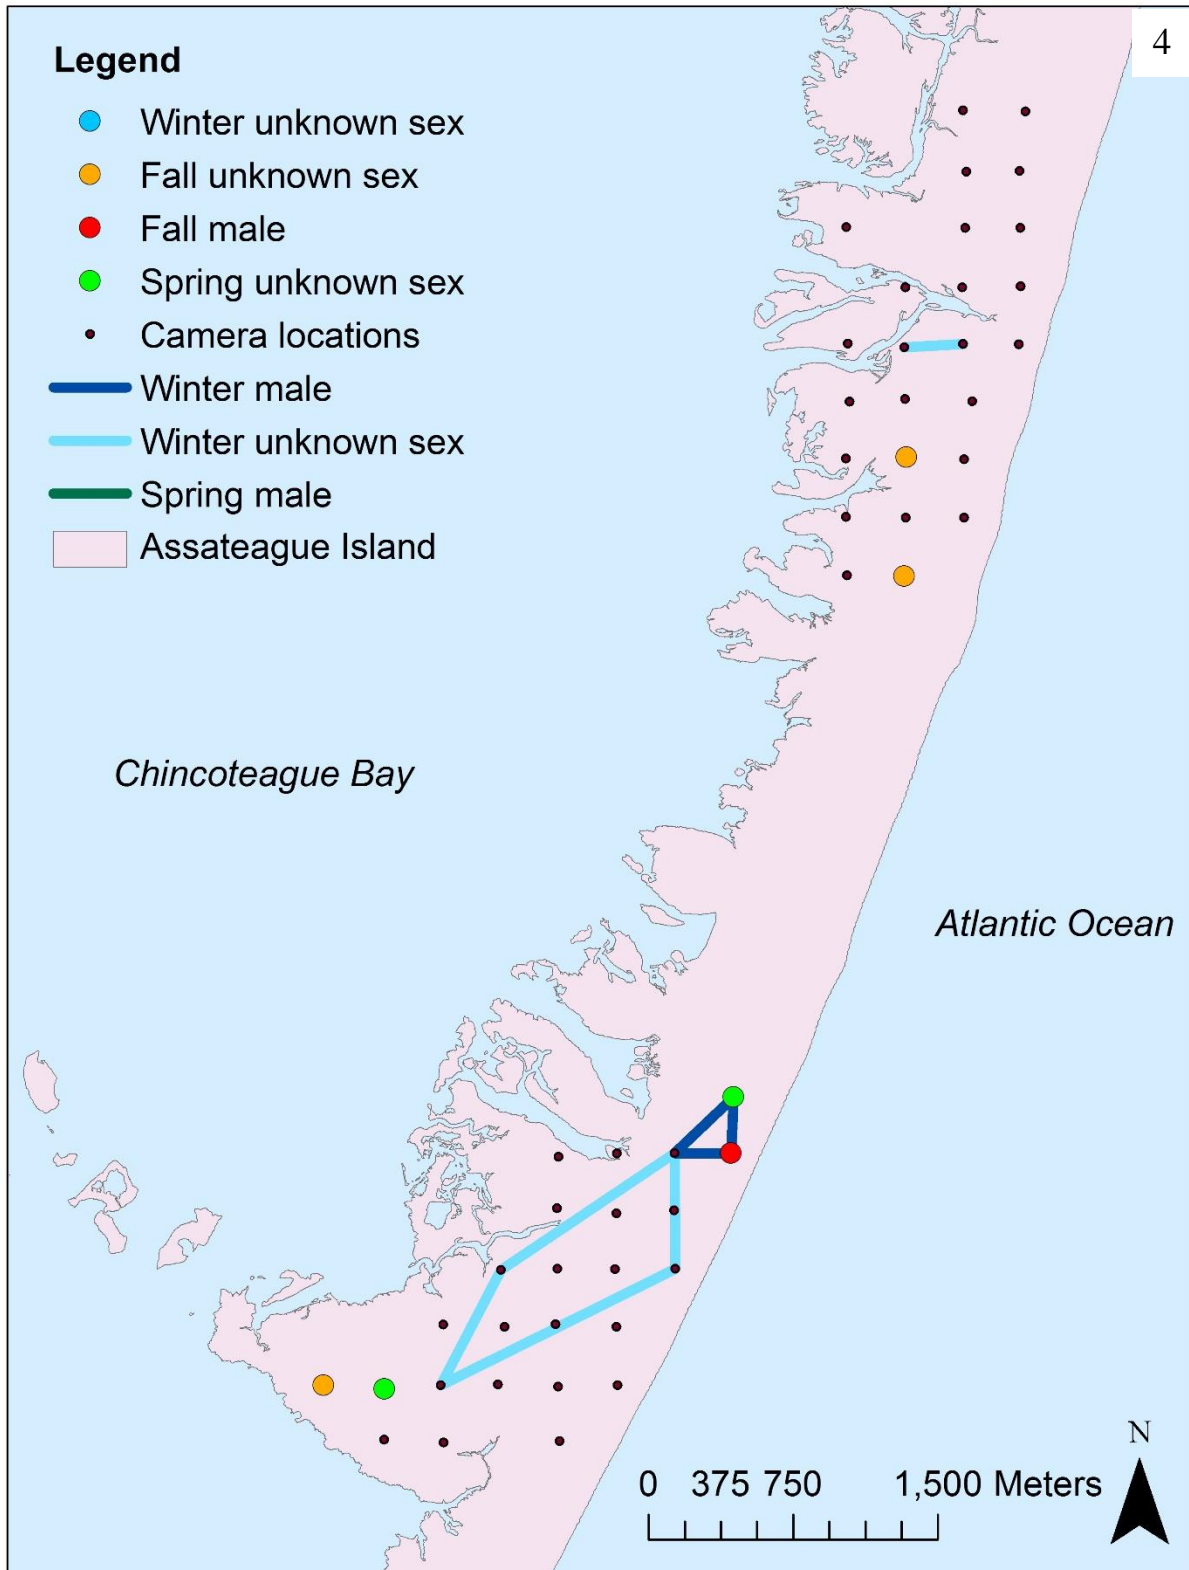 4
Legend
Winter unknown sex
Fall unknown sex
Fall male
Spring unknown sex
Camera locations
Winter male
Winter unknown sex
Spring male
Assateague Island
Chincoteague Bay
Atlantic Ocean
N
0 375 750 1,500 Meters